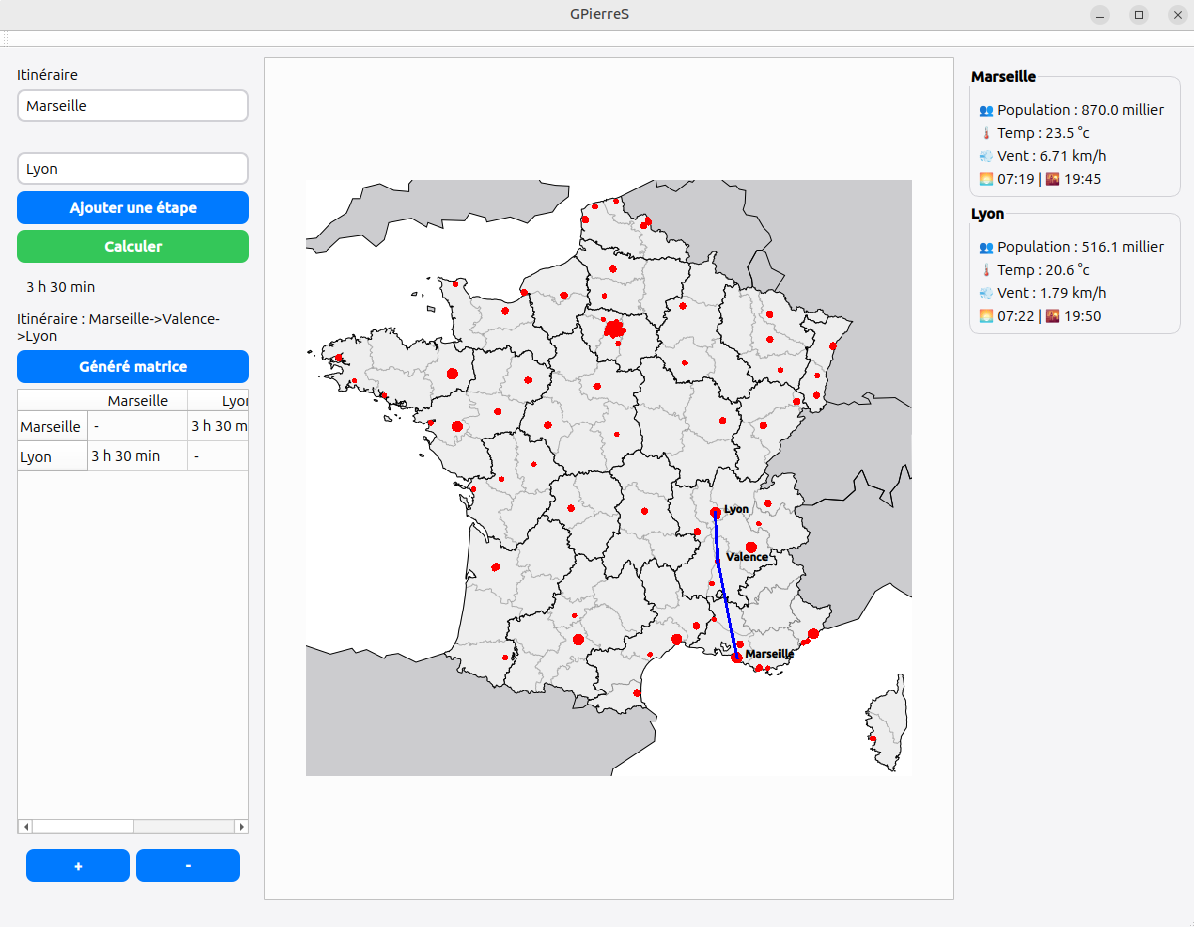 GPierreS
Itinéraire
Marseille
Lyon
Ajouter une étape
Calculer
3 h 30 min
Itinéraire : Marseille->Valence-
>Lyon
Généré matrice
Marseille Lyon
Marseille - 3 h 30 m
Lyon 3 h 30 min -
+ -
Lyon
Valence
Marseille
Marseille
👥 Population : 870.0 millier
🌡️ Temp : 23.5 °c
💨 Vent : 6.71 km/h
🌅 07:19 | 🌇 19:45
Lyon
👥 Population : 516.1 millier
🌡️ Temp : 20.6 °c
💨 Vent : 1.79 km/h
🌅 07:22 | 🌇 19:50